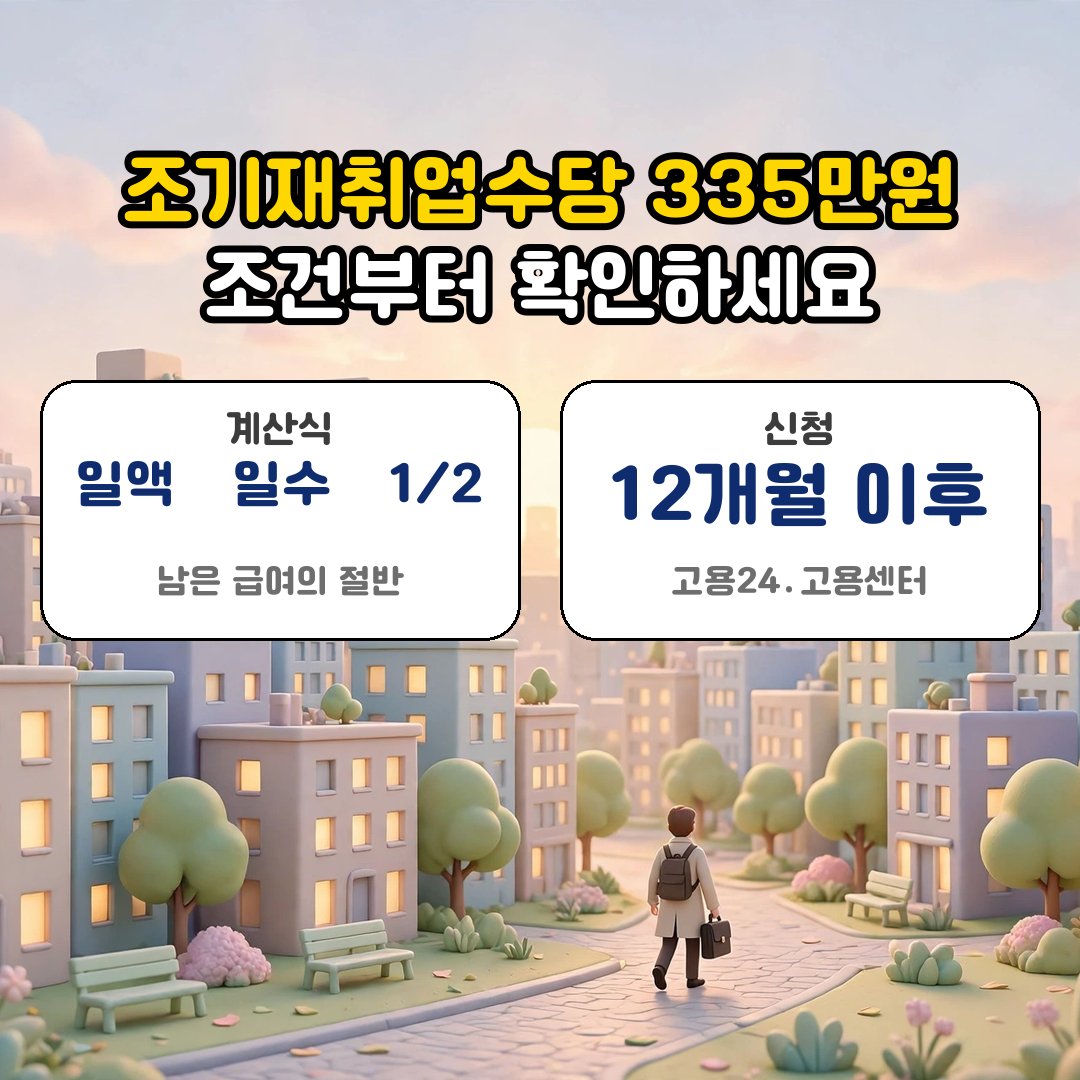 조기재취업수당 335만원
조건부터 확인하세요
계산식
일액 일수 1/2
남은 급여의 절반
신청
12개월 이후
고용24.고용센터